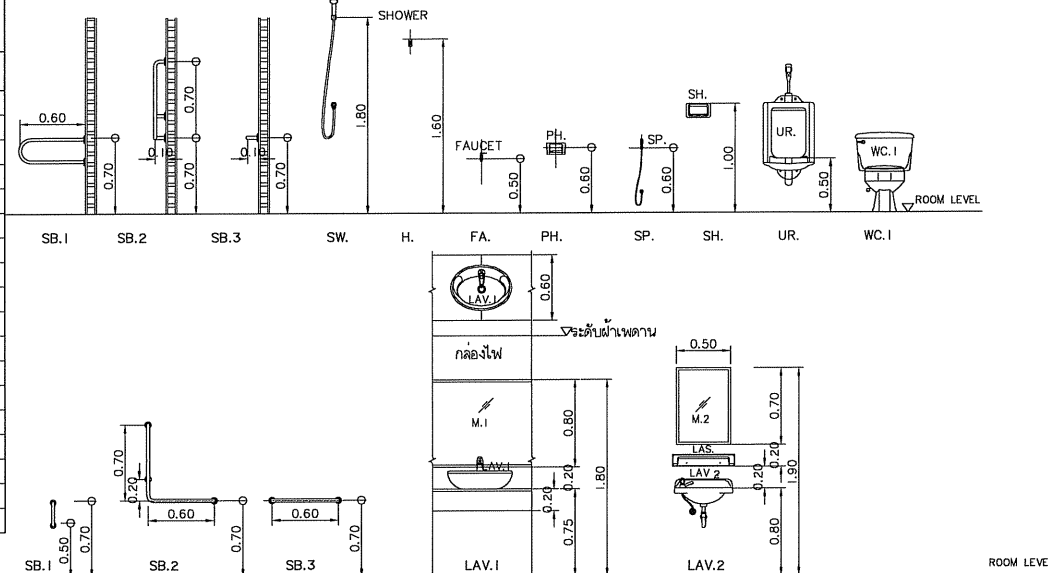 SHOWER
0.60
0.70
0.70
0.10
0.70
0.10
0.70
1.80
1.60
FAUCET
0.50
PH.
0.60
SP.
0.60
SH.
1.00
UR.
0.50
WC.1
ROOM LEVEL
SB.1
SB.2
SB.3
SW.
H.
FA.
PH.
SP.
SH.
UR.
WC.1
LAV.1
0.60
ระดับฝ้าเพดาน
กล่องไฟ
M.1
LAV.1
0.80
0.20
0.20
0.75
1.80
0.50
M.2
LAS.
LAV 2
0.70
0.20
0.20
0.80
1.90
0.50
0.70
0.70
0.20
0.60
0.70
0.60
0.70
SB.1
SB.2
SB.3
LAV.1
LAV.2
ROOM LEVE